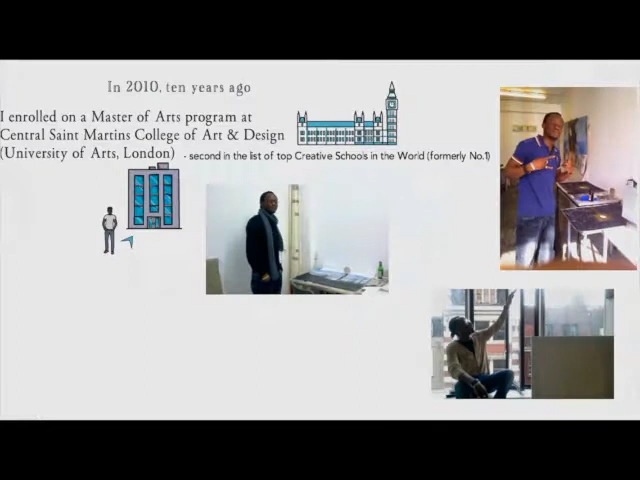 In 2010, ten years ago
I enrolled on a Master of Arts program at
Central Saint Martins College of Art & Design
(University of Arts, London) - second in the list of top Creative Schools in the World (formerly No.1)